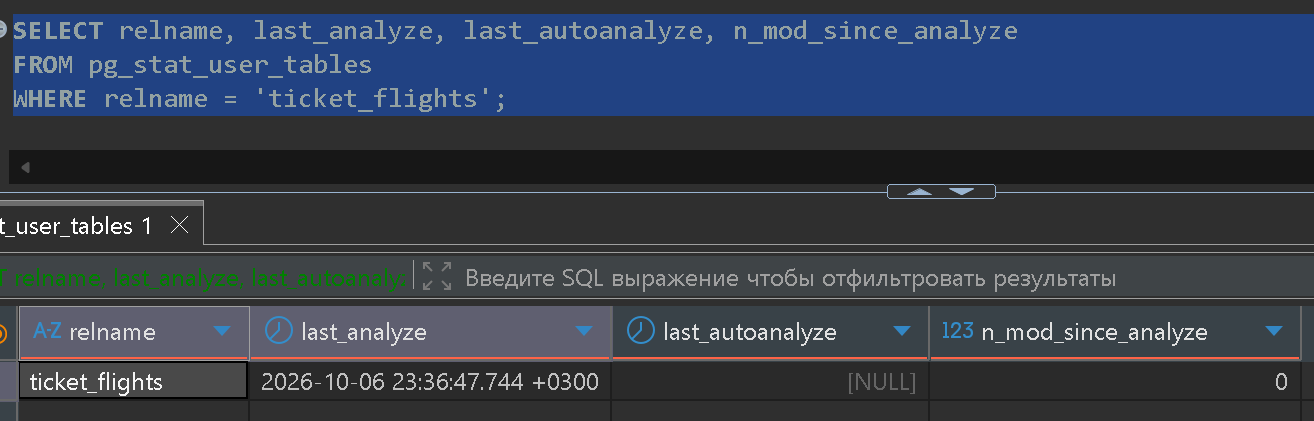 SELECT relname, last_analyze, last_autoanalyze, n_mod_since_analyze
FROM pg_stat_user_tables
WHERE relname = 'ticket_flights';
t_user_tables 1
T relname, last_analyze, last_autoanalyz
Введите SQL выражение чтобы отфильтровать результаты
A-Z relname last_analyze last_autoanalyze 123 n_mod_since_analyze
ticket_flights 2026-10-06 23:36:47.744 +0300 [NULL] 0